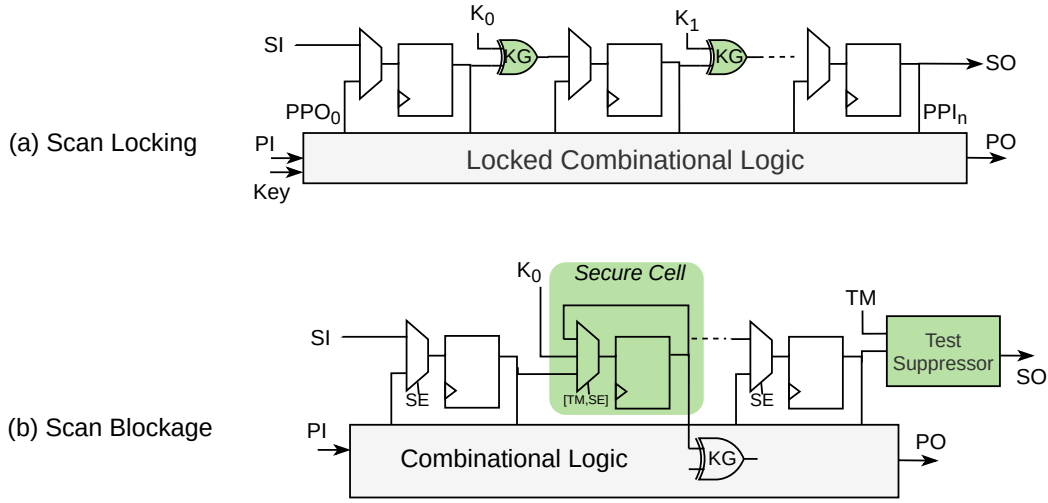 K0
K1
SI
KG
KG
SO
PPO0
PPIn
(a) Scan Locking
PI
Locked Combinational Logic
PO
Key
Secure Cell
K0
TM
SI
Test
Suppressor
SO
SE
[TM,SE]
SE
(b) Scan Blockage
PI
Combinational Logic
KG
PO